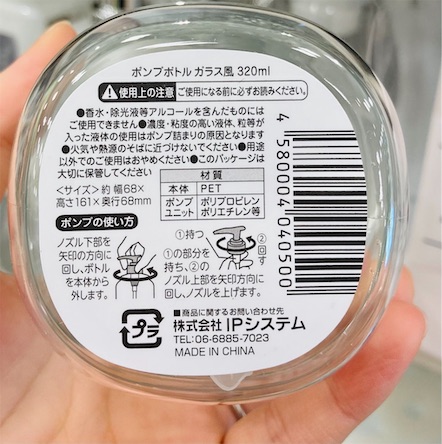 ポンプボトル ガラス風 320ml
使用上の注意 ご使用になる前に必ずお読みください。
●香水・除光液等アルコールを含んだものには
ご使用できません ●濃度・粘度の高い液体、粒等が
入った液体の使用はポンプ詰まりの原因となります
●火気や熱源のそばに近づけないでください ●用途
以外でのご使用はおやめください ●このパッケージは
大切に保管してください
<サイズ> 約 幅68×
高さ161×奥行68mm
材質
本体 PET
ポンプユニット ポリプロピレン ポリエチレン等
ポンプの使い方
ノズル下部を
矢印の方向に
回し、ボトル
を本体から
外します。
①持つ
②回す
①の部分を
持ち、②の
ノズル上部を矢印方向に
回し、ノズルを上げます。
プラ
■商品に関するお問い合わせ先
株式会社 IPシステム
TEL:06-6885-7023
MADE IN CHINA
4580004040500